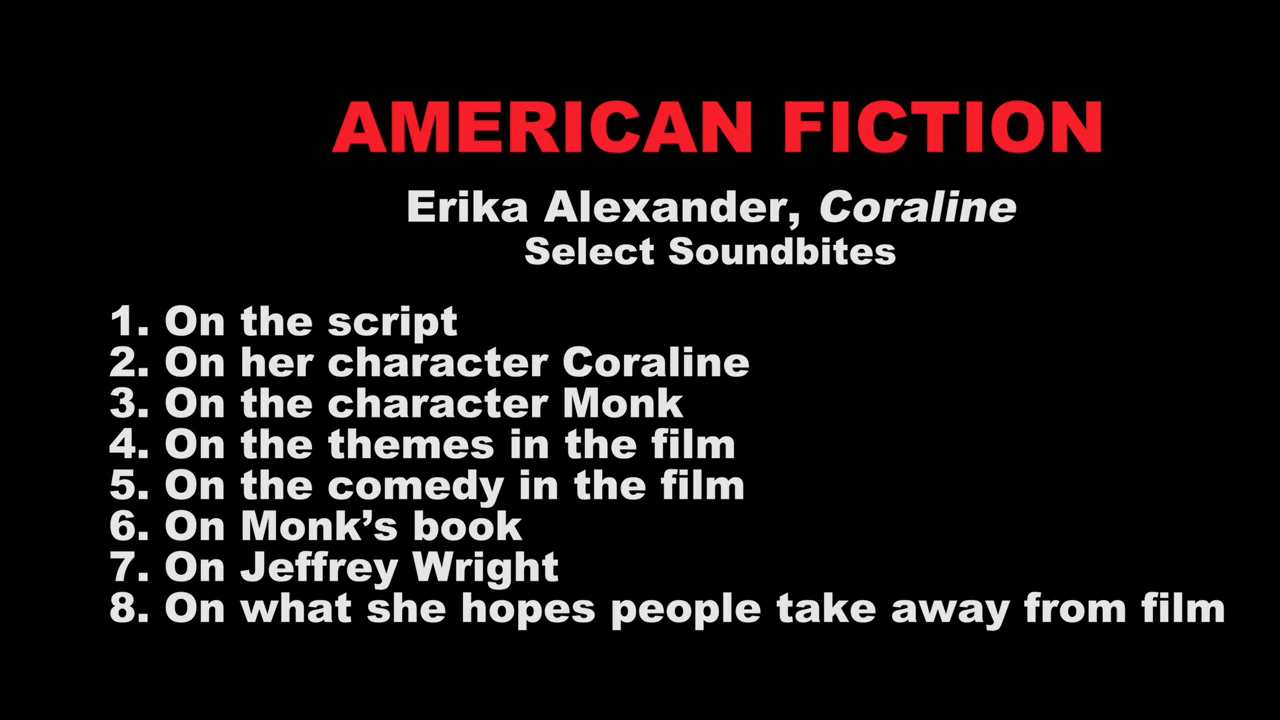 AMERICAN FICTION
Erika Alexander, Coraline
Select Soundbites
1. On the script
2. On her character Coraline
3. On the character Monk
4. On the themes in the film
5. On the comedy in the film
6. On Monk’s book
7. On Jeffrey Wright
8. On what she hopes people take away from film